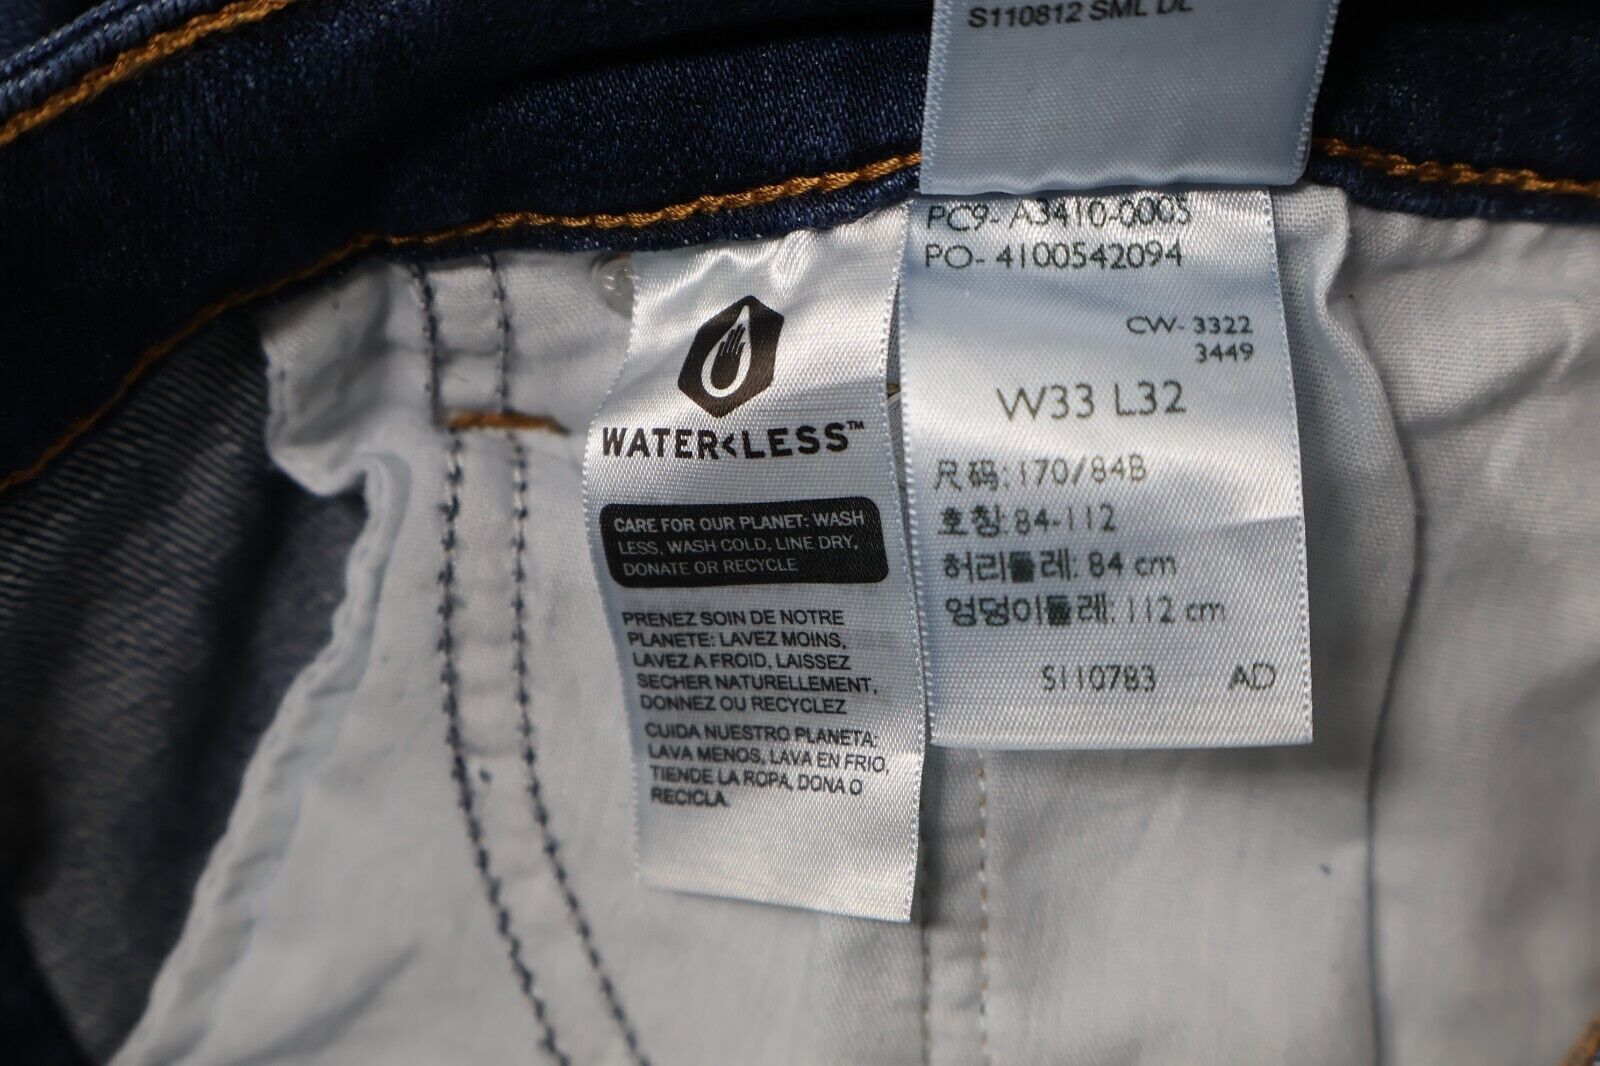 S110812 SML DL
PC9- A3410-0005
PO- 4100542094
CW- 3322
3449
W33 L32
尺码: 170/84B
호칭: 84-112
허리둘레: 84 cm
엉덩이둘레: 112 cm
S110783 AD
WATER<LESS™
CARE FOR OUR PLANET: WASH
LESS, WASH COLD, LINE DRY,
DONATE OR RECYCLE
PRENEZ SOIN DE NOTRE
PLANETE: LAVEZ MOINS,
LAVEZ A FROID, LAISSEZ
SECHER NATURELLEMENT,
DONNEZ OU RECYCLEZ
CUIDA NUESTRO PLANETA:
LAVA MENOS, LAVA EN FRIO,
TIENDE LA ROPA, DONA O
RECICLA.